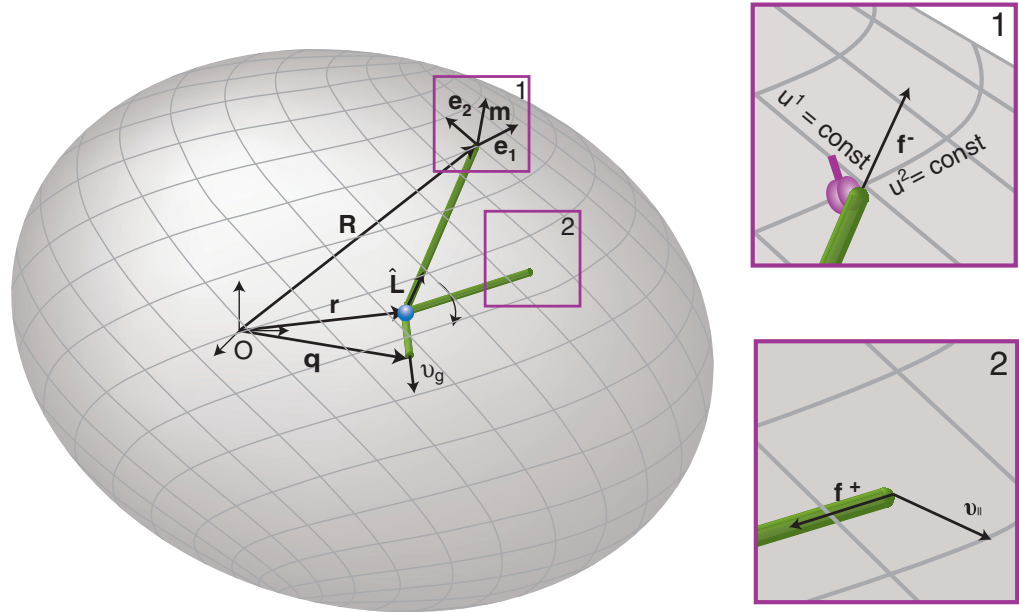 1
e₂
m
e₁
R
2
L̂
r
O
q
υg
1
u¹ = const
f⁻
u² = const
2
f⁺
υ॥